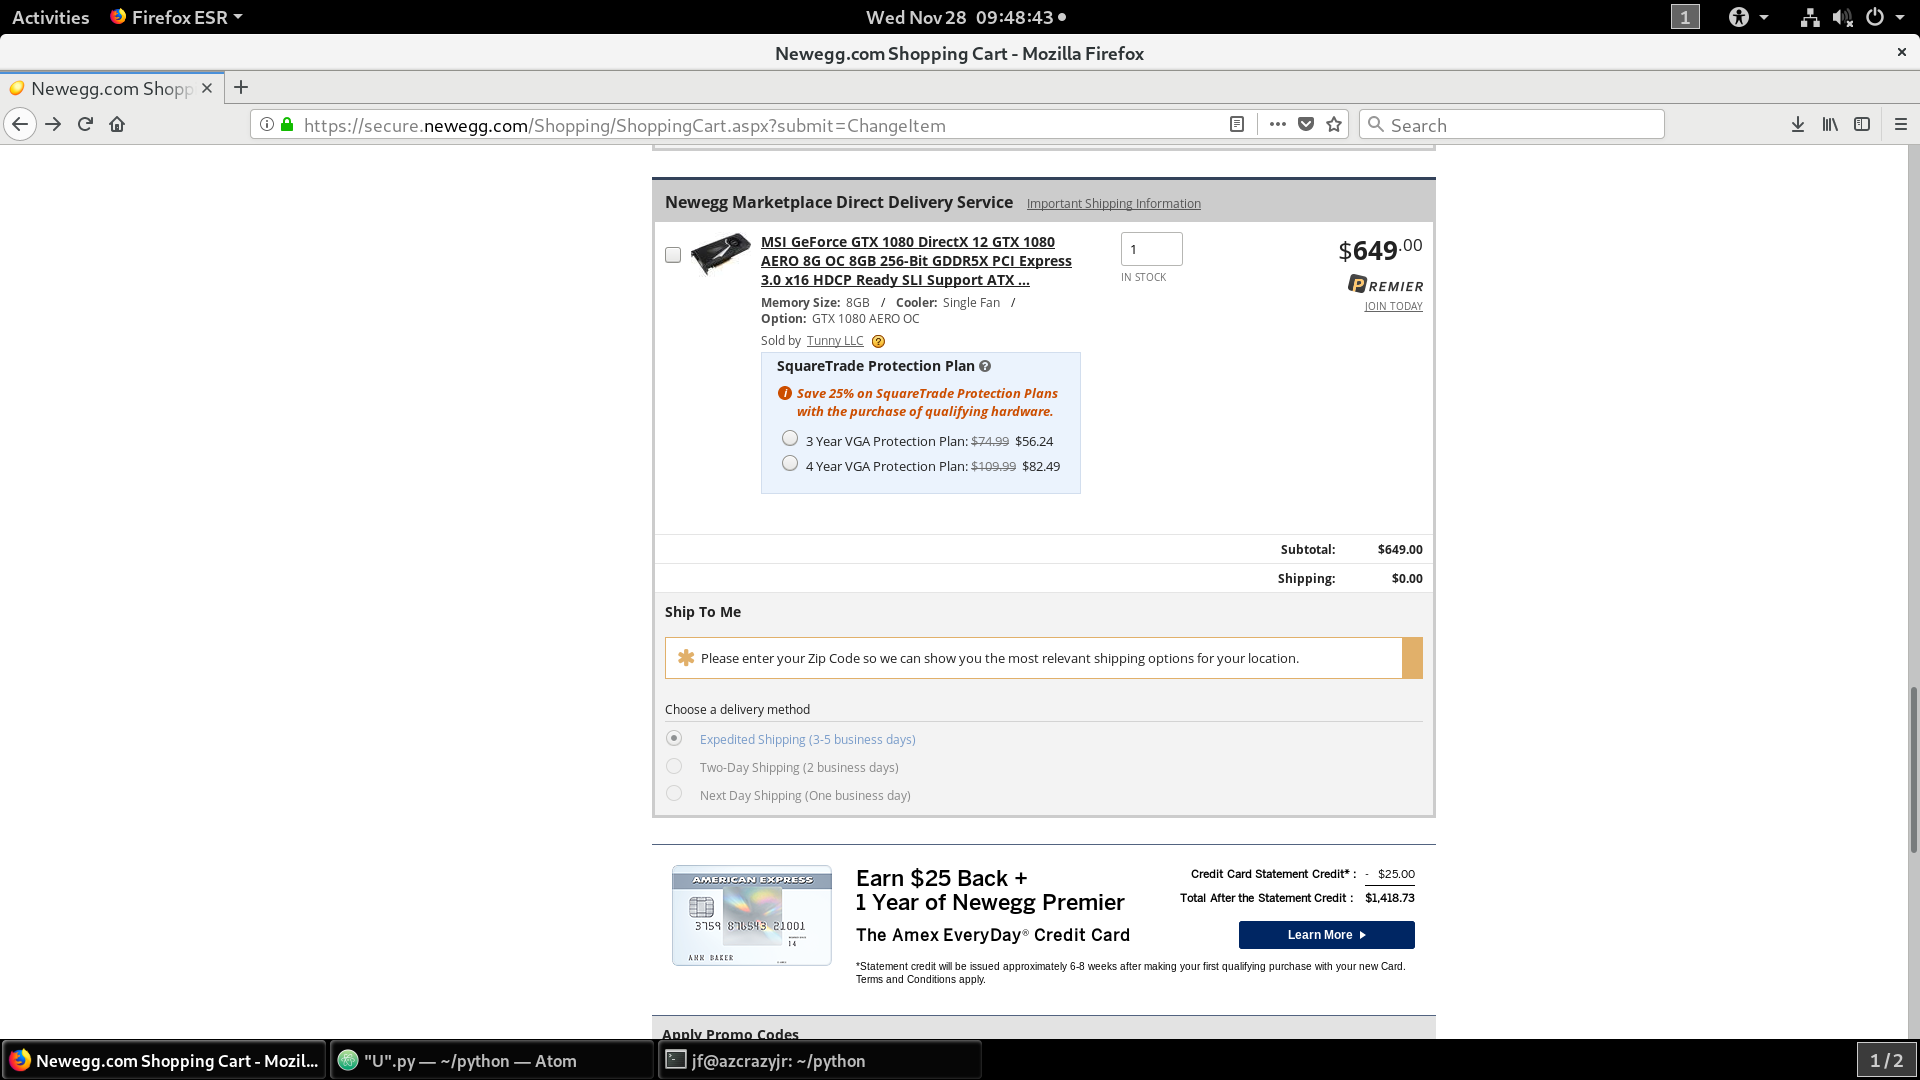 Activities Firefox ESR Wed Nov 28 09:48:43 1
Newegg.com Shopping Cart - Mozilla Firefox
Newegg.com Shopp
https://secure.newegg.com/Shopping/ShoppingCart.aspx?submit=ChangeItem Search
Newegg Marketplace Direct Delivery Service Important Shipping Information
MSI GeForce GTX 1080 DirectX 12 GTX 1080 1 $649.00
AERO 8G OC 8GB 256-Bit GDDR5X PCI Express
3.0 x16 HDCP Ready SLI Support ATX ... IN STOCK PREMIER
Memory Size: 8GB / Cooler: Single Fan / JOIN TODAY
Option: GTX 1080 AERO OC
Sold by Tunny LLC ?
SquareTrade Protection Plan ?
Save 25% on SquareTrade Protection Plans
with the purchase of qualifying hardware.
3 Year VGA Protection Plan: $74.99 $56.24
4 Year VGA Protection Plan: $109.99 $82.49
Subtotal: $649.00
Shipping: $0.00
Ship To Me
Please enter your Zip Code so we can show you the most relevant shipping options for your location.
Choose a delivery method
Expedited Shipping (3-5 business days)
Two-Day Shipping (2 business days)
Next Day Shipping (One business day)
AMERICAN EXPRESS
3759 876543 21001
14
ANN BAKER
Earn $25 Back +
1 Year of Newegg Premier
The Amex EveryDay® Credit Card
Credit Card Statement Credit* : - $25.00
Total After the Statement Credit : $1,418.73
Learn More
*Statement credit will be issued approximately 6-8 weeks after making your first qualifying purchase with your new Card.
Terms and Conditions apply.
Apply Promo Codes
Newegg.com Shopping Cart - Mozil... "U".py — ~/python — Atom jf@azcrazyjr: ~/python 1 / 2